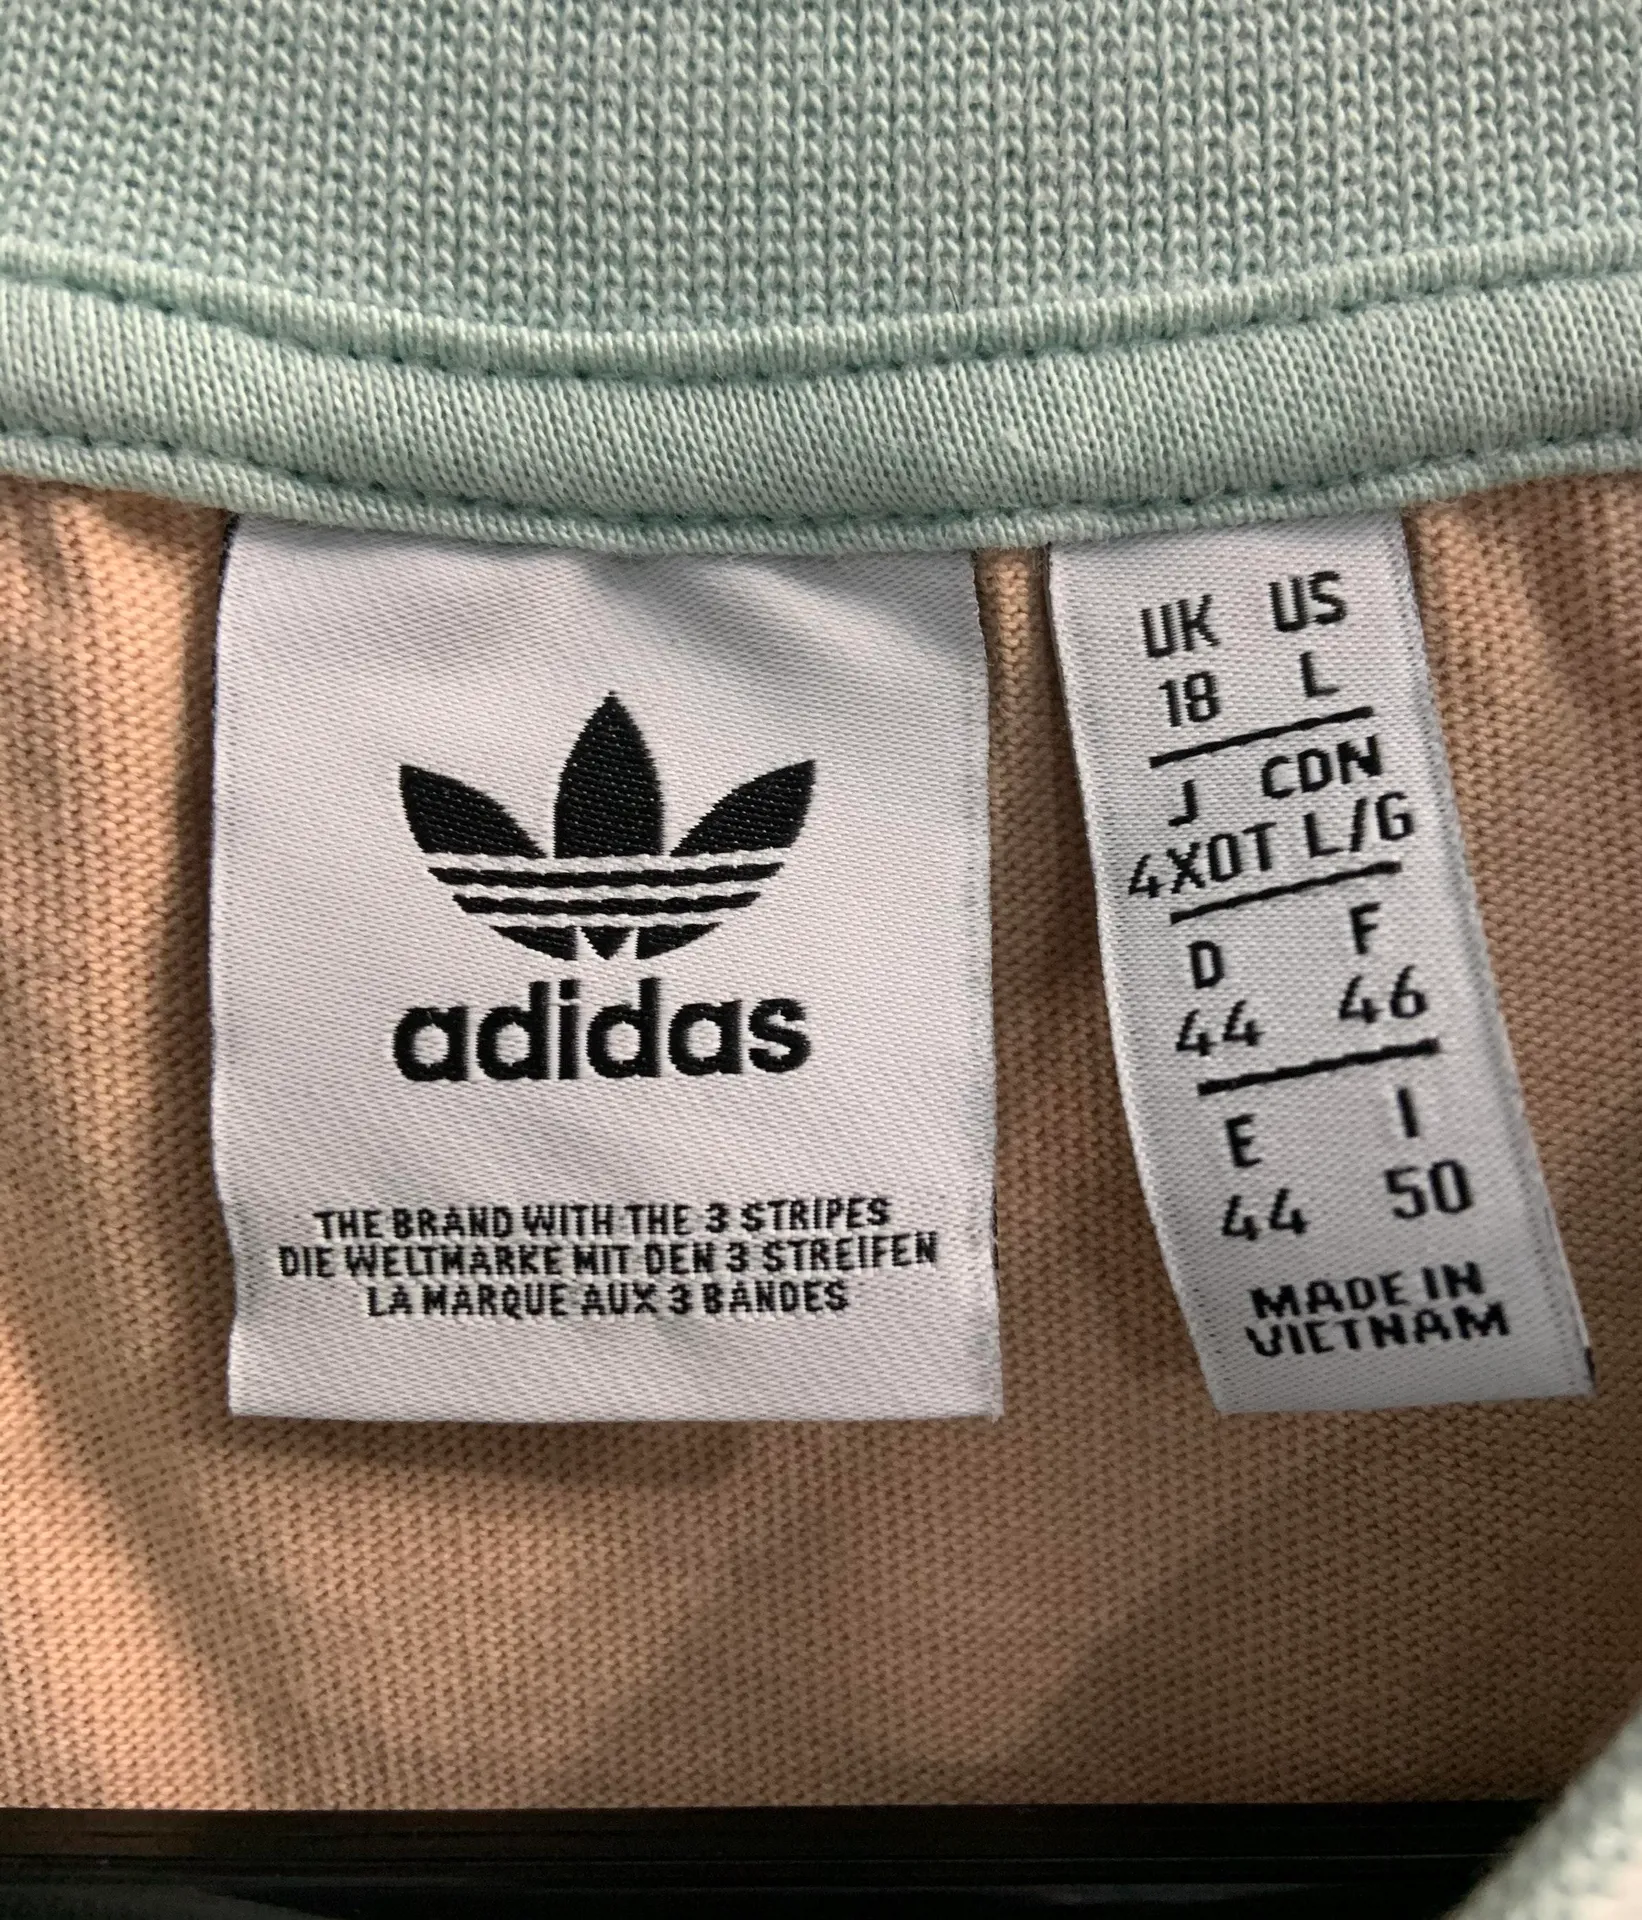 adidas
THE BRAND WITH THE 3 STRIPES
DIE WELTMARKE MIT DEN 3 STREIFEN
LA MARQUE AUX 3 BANDES
UK US
18 L
J CDN
4XOT L/G
D F
44 46
E I
44 50
MADE IN
VIETNAM